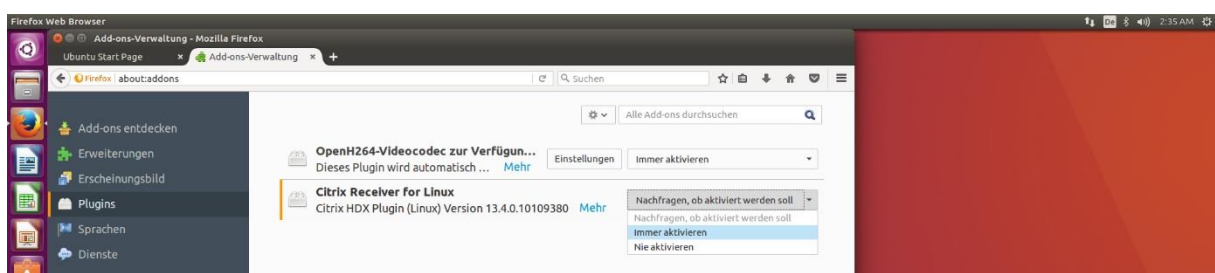 Firefox Web Browser
De
2:35 AM
Add-ons-Verwaltung - Mozilla Firefox
Ubuntu Start Page
Add-ons-Verwaltung
Firefox about:addons
Suchen
Alle Add-ons durchsuchen
Add-ons entdecken
Erweiterungen
Erscheinungsbild
Plugins
Sprachen
Dienste
OpenH264-Videocodec zur Verfügun...
Dieses Plugin wird automatisch ... Mehr
Einstellungen
Immer aktivieren
Citrix Receiver for Linux
Citrix HDX Plugin (Linux) Version 13.4.0.10109380 Mehr
Nachfragen, ob aktiviert werden soll
Nachfragen, ob aktiviert werden soll
Immer aktivieren
Nie aktivieren